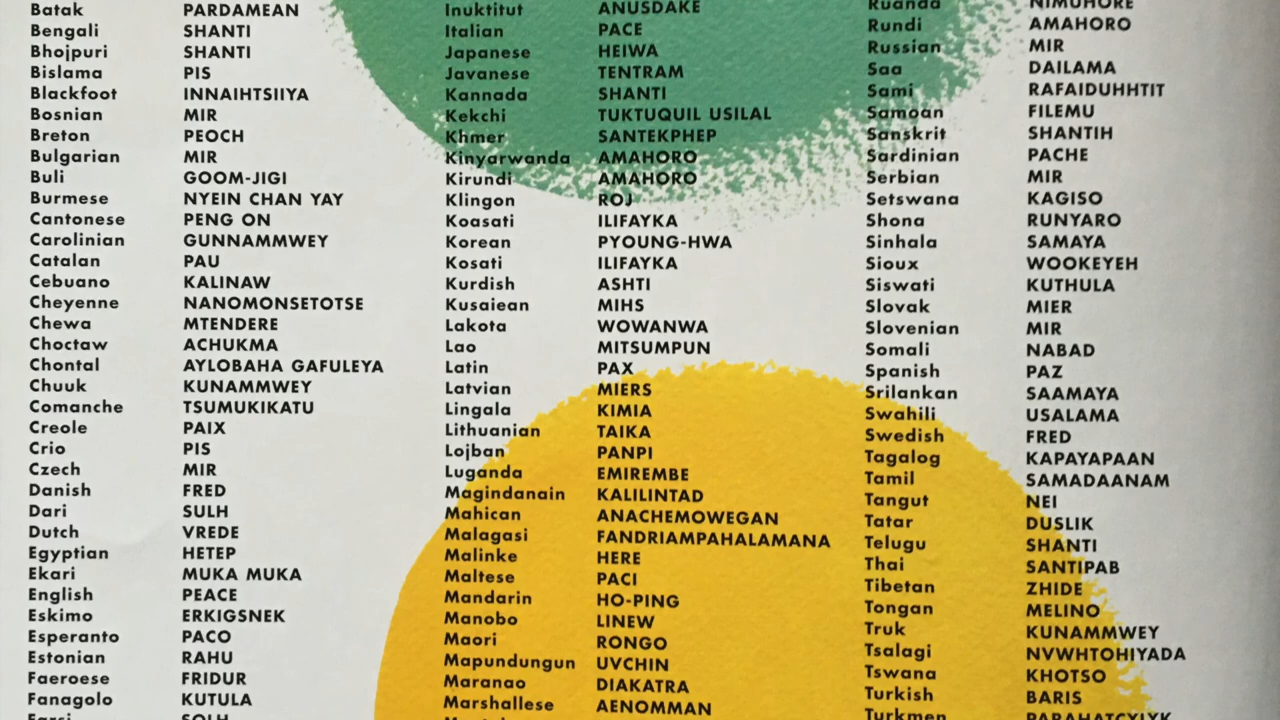 Batak PARDAMEAN
Bengali SHANTI
Bhojpuri SHANTI
Bislama PIS
Blackfoot INNAIHTSIIYA
Bosnian MIR
Breton PEOCH
Bulgarian MIR
Buli GOOM-JIGI
Burmese NYEIN CHAN YAY
Cantonese PENG ON
Carolinian GUNNAMMWEY
Catalan PAU
Cebuano KALINAW
Cheyenne NANOMONSETOTSE
Chewa MTENDERE
Choctaw ACHUKMA
Chontal AYLOBAHA GAFULEYA
Chuuk KUNAMMWEY
Comanche TSUMUKIKATU
Creole PAIX
Crio PIS
Czech MIR
Danish FRED
Dari SULH
Dutch VREDE
Egyptian HETEP
Ekari MUKA MUKA
English PEACE
Eskimo ERKIGSNEK
Esperanto PACO
Estonian RAHU
Faeroese FRIDUR
Fanagolo KUTULA
Farsi SOLH
Inuktitut ANUSDAKE
Italian PACE
Japanese HEIWA
Javanese TENTRAM
Kannada SHANTI
Kekchi TUKTUQUIL USILAL
Khmer SANTEKPHEP
Kinyarwanda AMAHORO
Kirundi AMAHORO
Klingon ROJ
Koasati ILIFAYKA
Korean PYOUNG-HWA
Kosati ILIFAYKA
Kurdish ASHTI
Kusaiean MIHS
Lakota WOWANWA
Lao MITSUMPUN
Latin PAX
Latvian MIERS
Lingala KIMIA
Lithuanian TAIKA
Lojban PANPI
Luganda EMIREMBE
Magindanain KALILINTAD
Mahican ANACHEMOWEGAN
Malagasi FANDRIAMPAHALAMANA
Malinke HERE
Maltese PACI
Mandarin HO-PING
Manobo LINEW
Maori RONGO
Mapundungun UVCHIN
Maranao DIAKATRA
Marshallese AENOMMAN
Ruanda NIMUHORE
Rundi AMAHORO
Russian MIR
Saa DAILAMA
Sami RAFAIDUHHTIT
Samoan FILEMU
Sanskrit SHANTIH
Sardinian PACHE
Serbian MIR
Setswana KAGISO
Shona RUNYARO
Sinhala SAMAYA
Sioux WOOKEYEH
Siswati KUTHULA
Slovak MIER
Slovenian MIR
Somali NABAD
Spanish PAZ
Srilankan SAAMAYA
Swahili USALAMA
Swedish FRED
Tagalog KAPAYAPAAN
Tamil SAMADAANAM
Tangut NEI
Tatar DUSLIK
Telugu SHANTI
Thai SANTIPAB
Tibetan ZHIDE
Tongan MELINO
Truk KUNAMMWEY
Tsalagi NVWHTOHIYADA
Tswana KHOTSO
Turkish BARIS
Turkmen PARAHATCYLYK